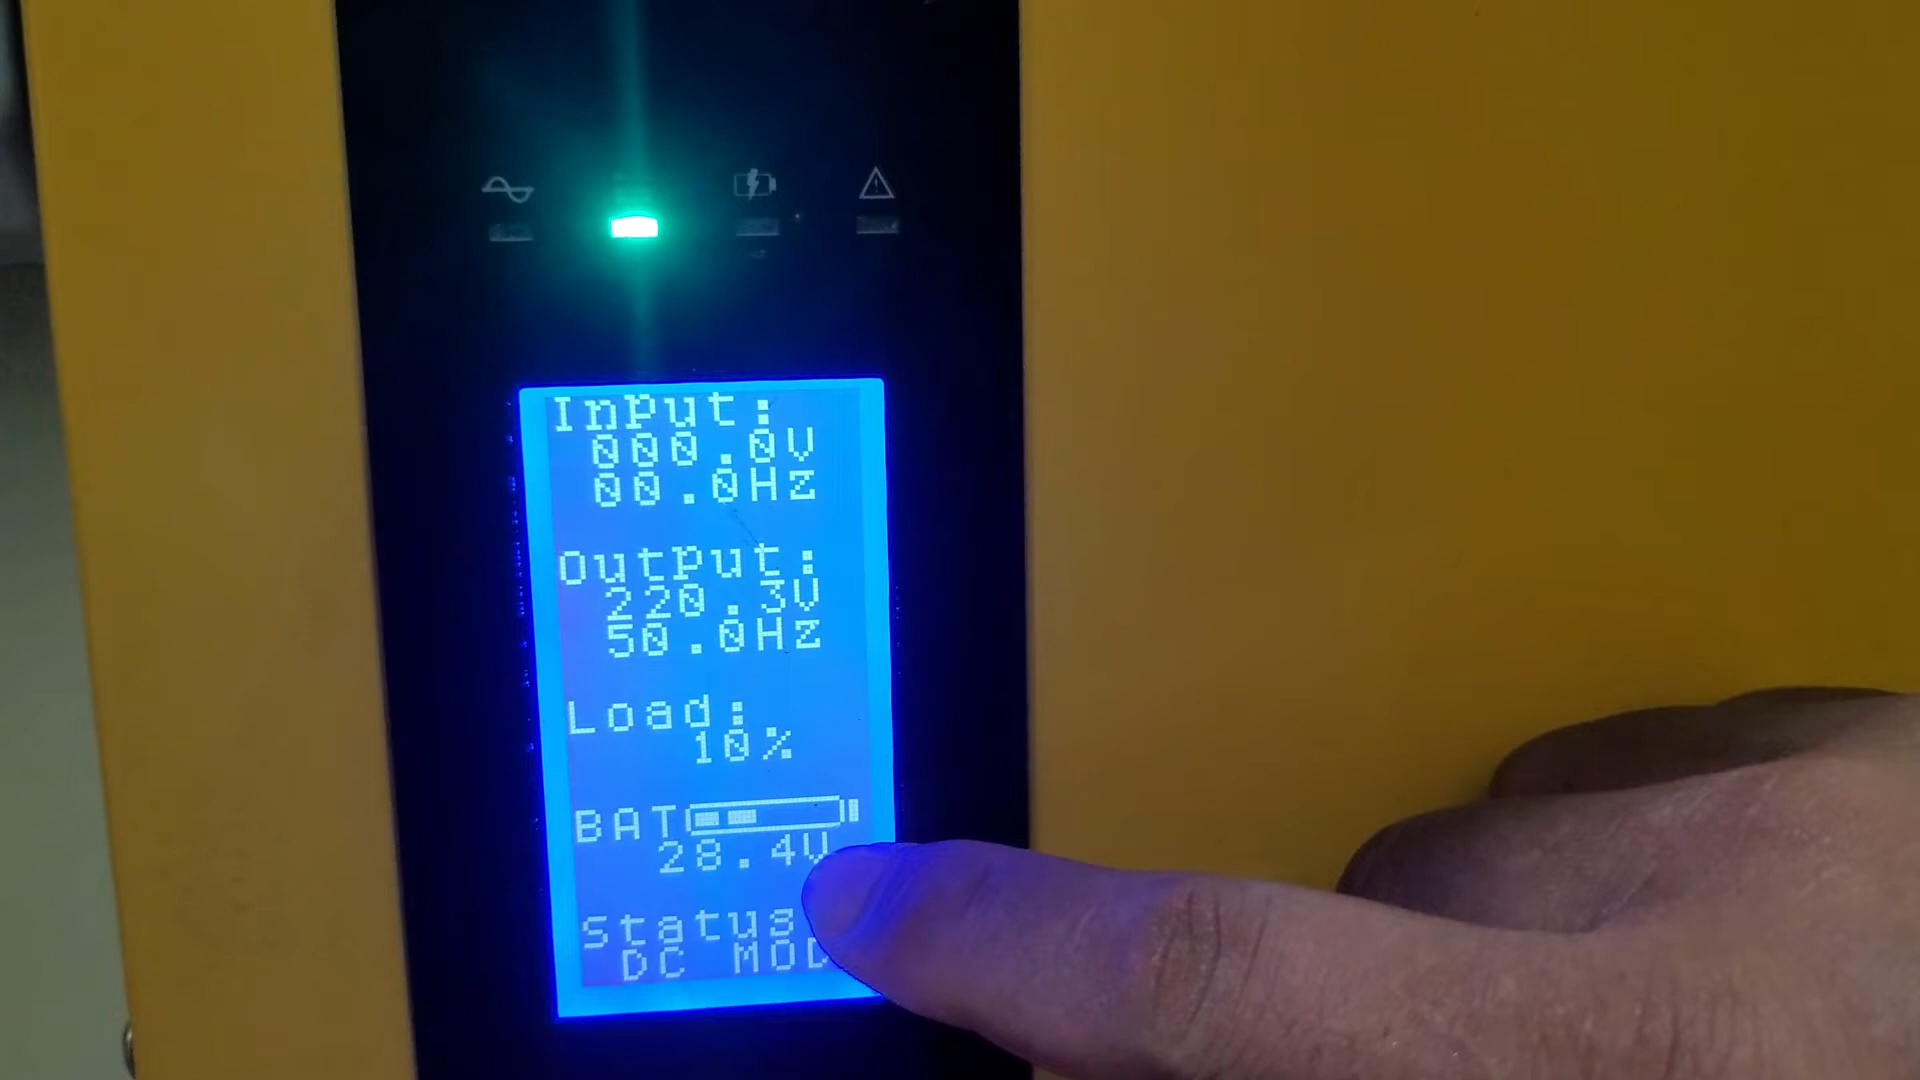 Input:
000.0V
00.0Hz
Output:
220.3V
50.0Hz
Load:
10%
BAT
28.4V
Status
DC MOD